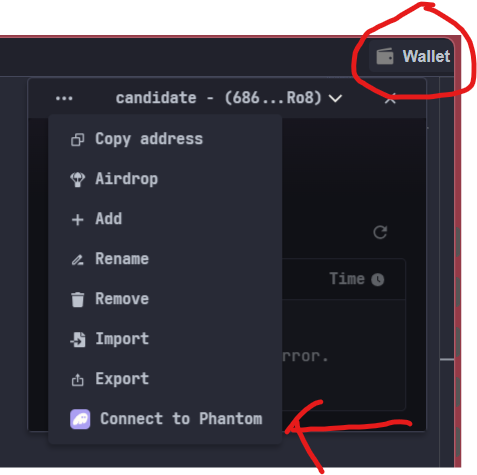 Wallet
candidate - (686...Ro8)
Copy address
Airdrop
Add
Rename
Time
Remove
Import
rror.
Export
Connect to Phantom